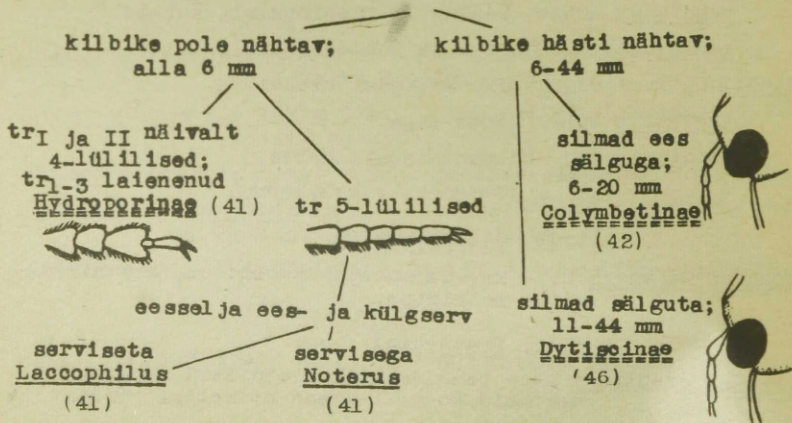 kilbike pole nähtav;
alla 6 mm
kilbike hästi nähtav;
6-44 mm
trI ja II näivalt
4-lülilised;
tr1-3 laienenud
Hydroporinae (41)
tr 5-lülilised
silmad ees
sälguga;
6-20 mm
Colymbetinae
(42)
eesselja ees- ja külgserv
serviseta
Laccophilus
(41)
servisega
Noterus
(41)
silmad sälguta;
11-44 mm
Dytiscinae
(46)